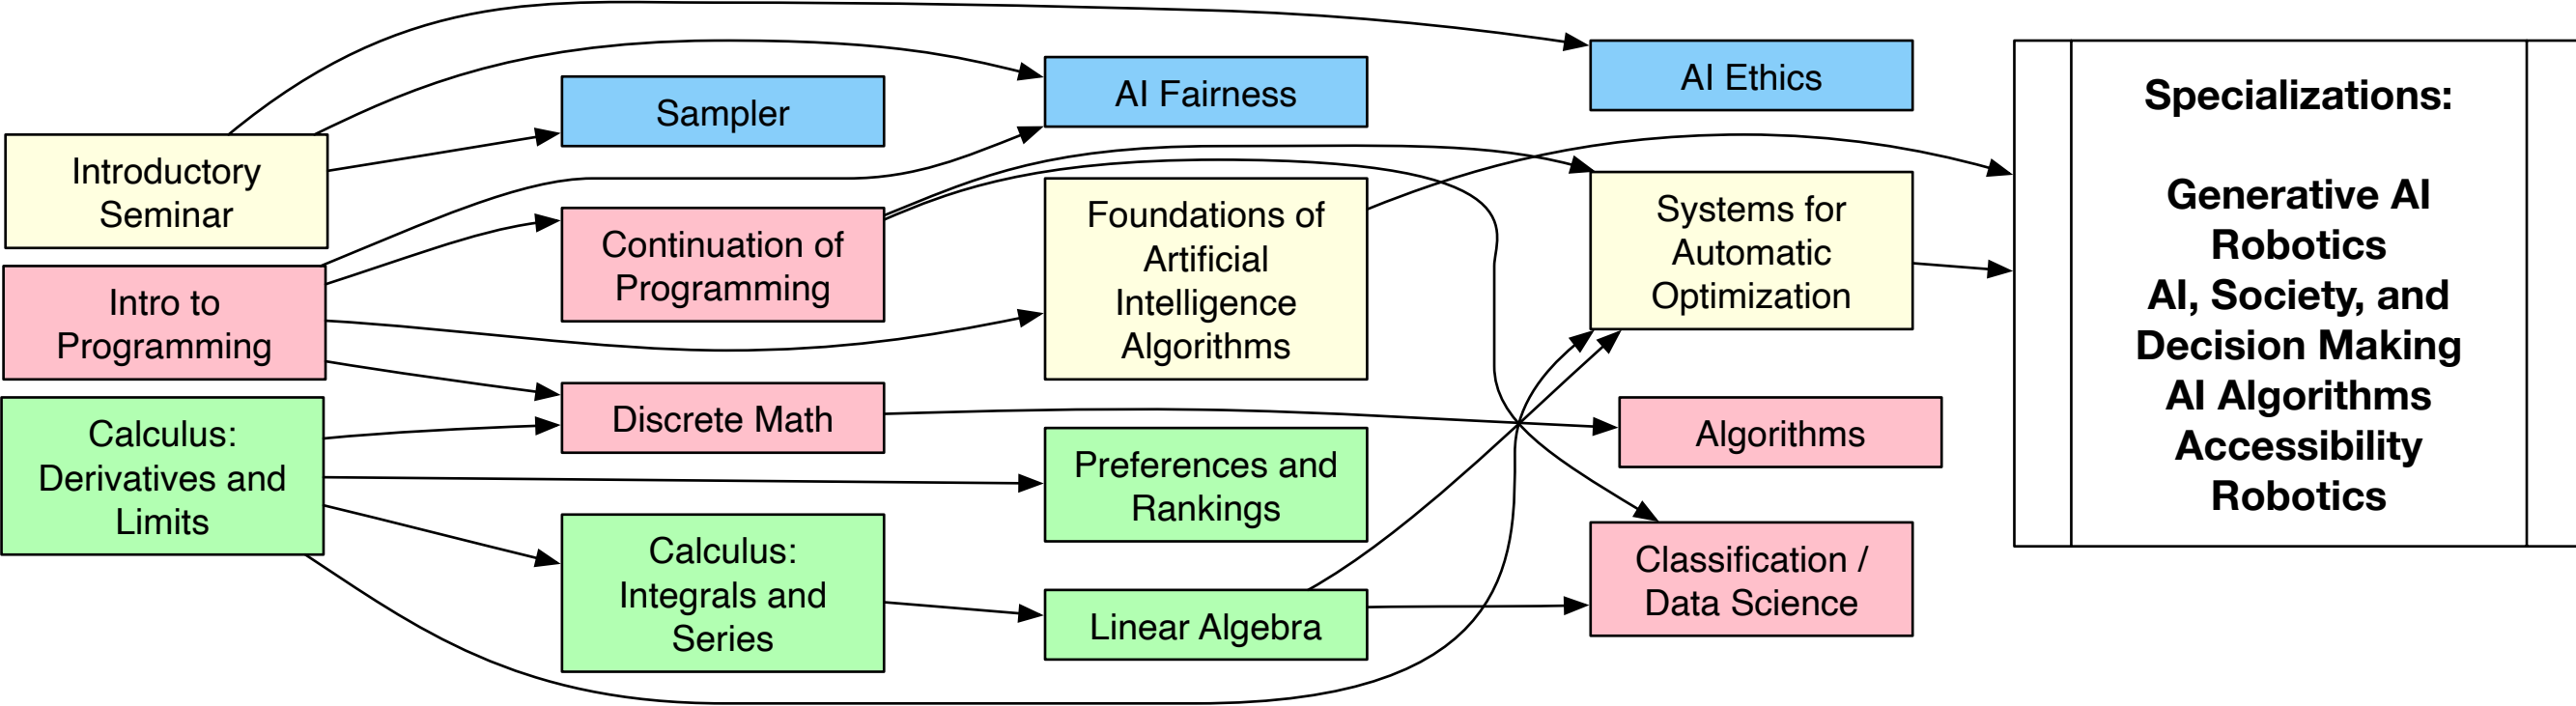 Introductory
Seminar
Intro to
Programming
Calculus:
Derivatives and
Limits
Sampler
Continuation of
Programming
Discrete Math
Calculus:
Integrals and
Series
AI Fairness
Foundations of
Artificial
Intelligence
Algorithms
Preferences and
Rankings
Linear Algebra
AI Ethics
Systems for
Automatic
Optimization
Algorithms
Classification /
Data Science
Specializations:
Generative AI
Robotics
AI, Society, and
Decision Making
AI Algorithms
Accessibility
Robotics